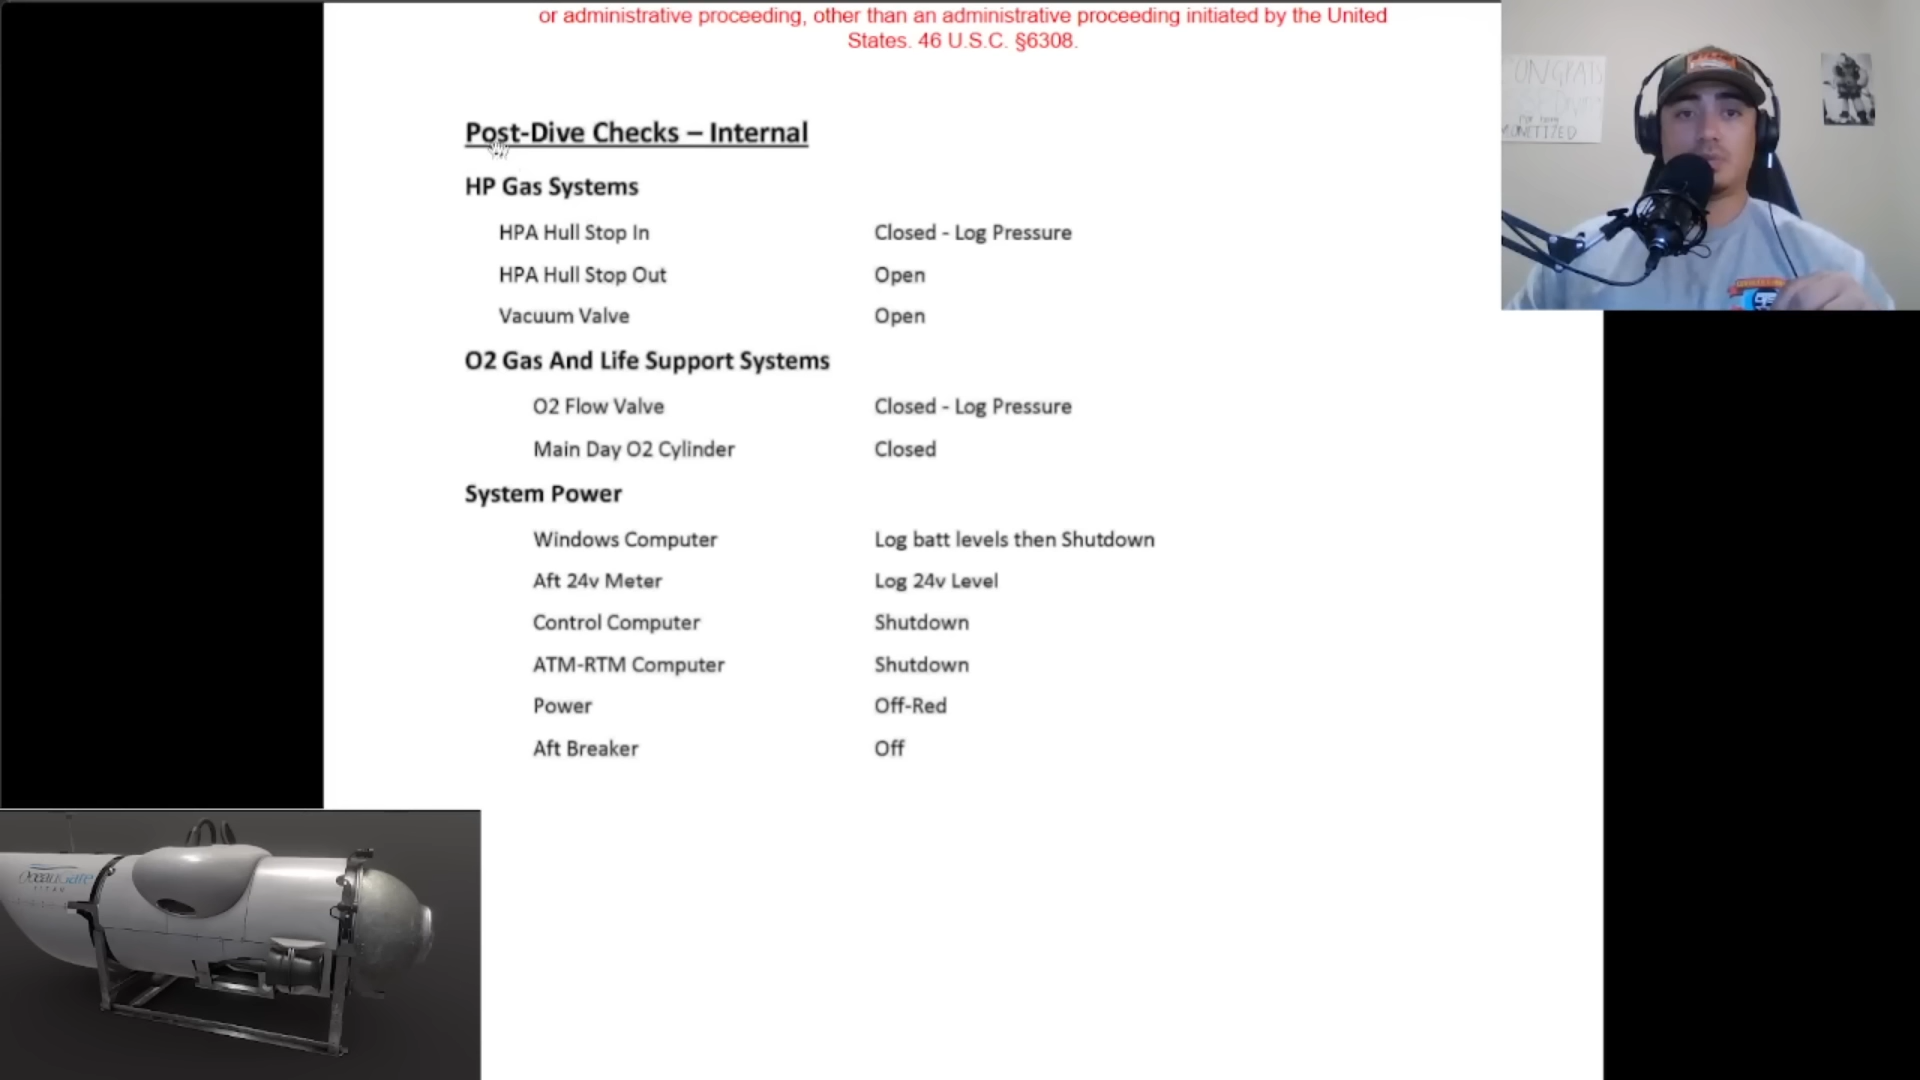 or administrative proceeding, other than an administrative proceeding initiated by the United
States. 46 U.S.C. §6308.
Post-Dive Checks – Internal
HP Gas Systems
HPA Hull Stop In Closed - Log Pressure
HPA Hull Stop Out Open
Vacuum Valve Open
O2 Gas And Life Support Systems
O2 Flow Valve Closed - Log Pressure
Main Day O2 Cylinder Closed
System Power
Windows Computer Log batt levels then Shutdown
Aft 24v Meter Log 24v Level
Control Computer Shutdown
ATM-RTM Computer Shutdown
Power Off-Red
Aft Breaker Off
MONETIZED
OceanGate
TITAN